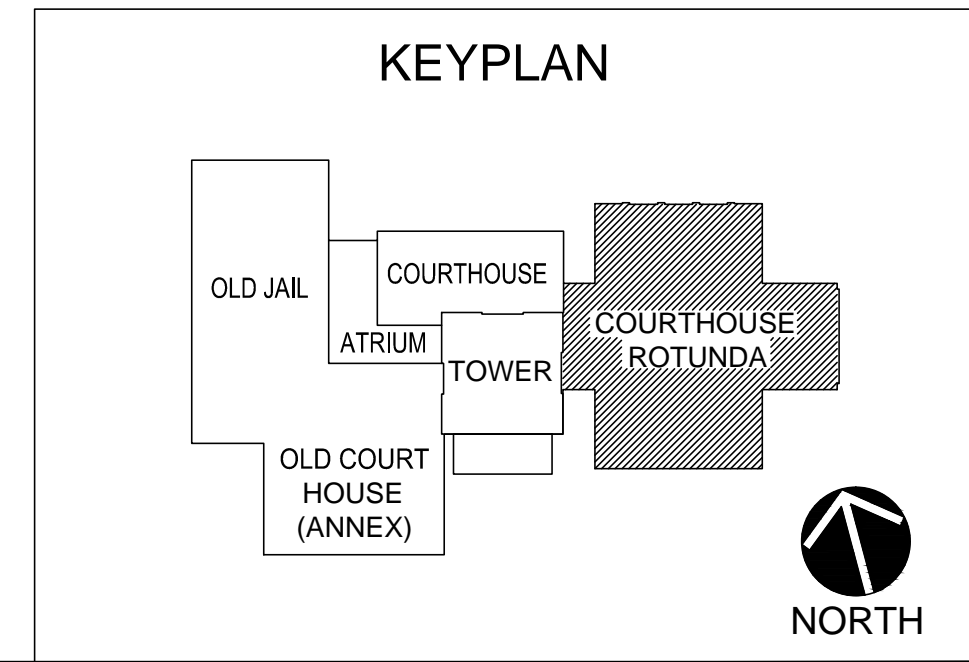 KEYPLAN
OLD JAIL
COURTHOUSE
ATRIUM
TOWER
COURTHOUSE
ROTUNDA
OLD COURT
HOUSE
(ANNEX)
NORTH